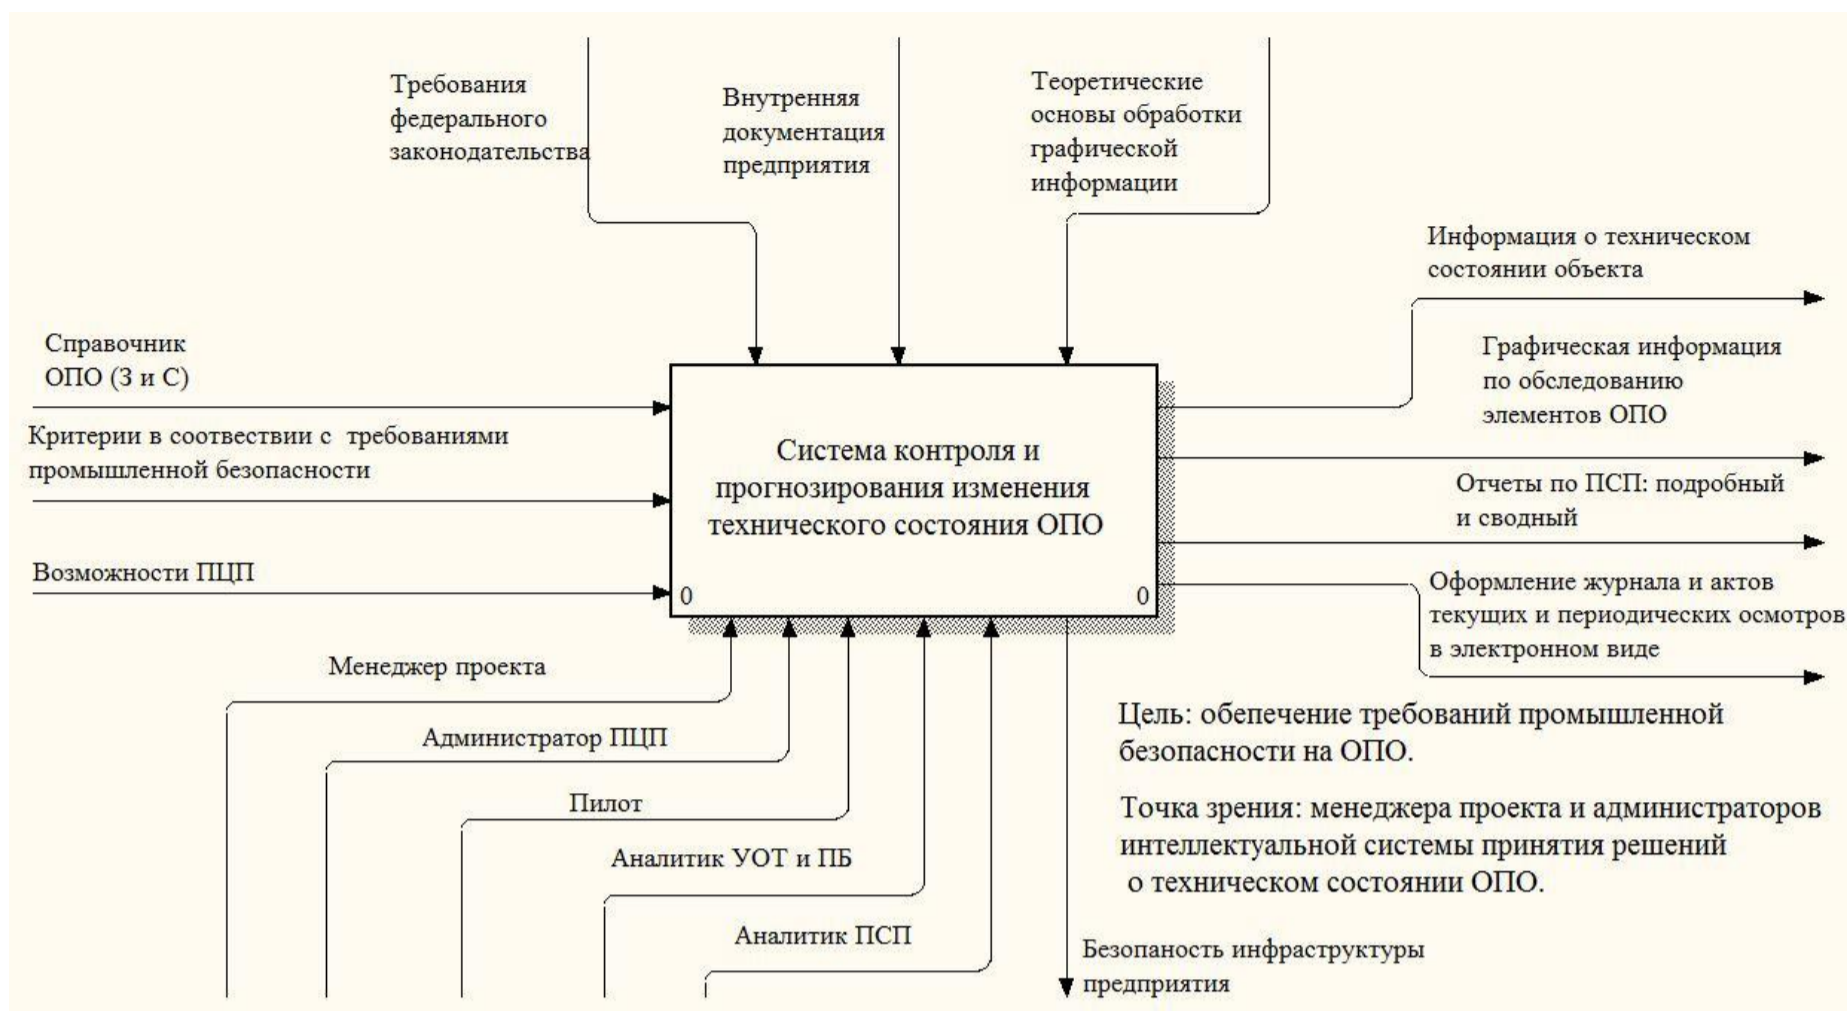 Требования
федерального
законодательства
Внутренняя
документация
предприятия
Теоретические
основы обработки
графической
информации
Информация о техническом
состоянии объекта
Графическая информация
по обследованию
элементов ОПО
Отчеты по ПСП: подробный
и сводный
Оформление журнала и актов
текущих и периодических осмотров
в электронном виде
Справочник
ОПО (З и С)
Критерии в соотвествии с требованиями
промышленной безопасности
Возможности ПЦП
Система контроля и
прогнозирования изменения
технического состояния ОПО
0
0
Менеджер проекта
Администратор ПЦП
Пилот
Аналитик УОТ и ПБ
Аналитик ПСП
Цель: обепечение требований промышленной
безопасности на ОПО.
Точка зрения: менеджера проекта и администраторов
интеллектуальной системы принятия решений
о техническом состоянии ОПО.
Безопаность инфраструктуры
предприятия